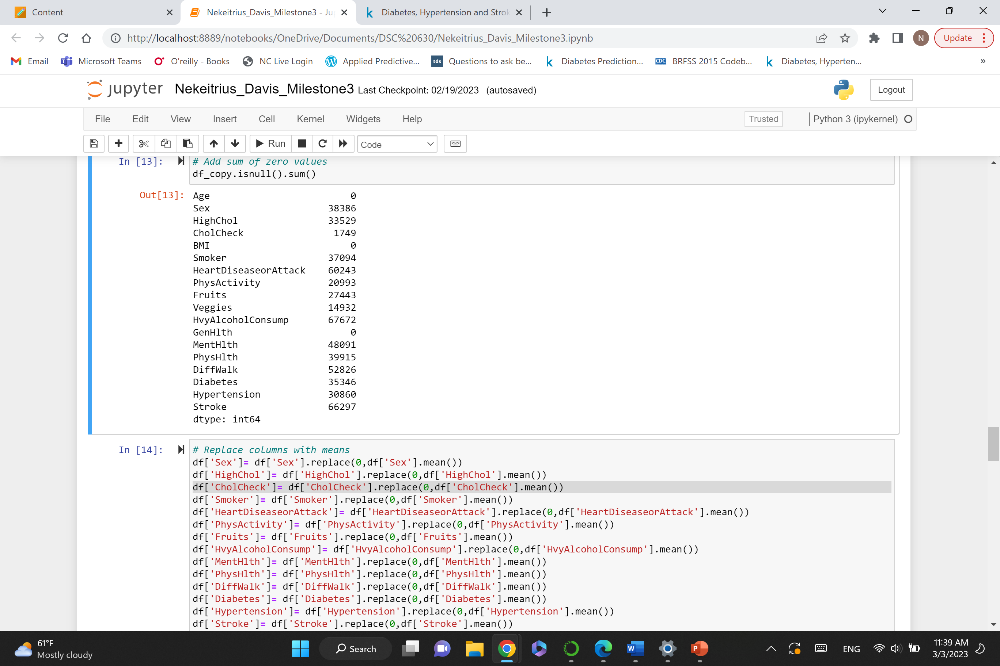 Content
Nekeitrius_Davis_Milestone3 - Ju
Diabetes, Hypertension and Strok
http://localhost:8889/notebooks/OneDrive/Documents/DSC%20630/Nekeitrius_Davis_Milestone3.ipynb
N
Update
Email
Microsoft Teams
O'reilly - Books
NC Live Login
Applied Predictive...
tds Questions to ask be...
Diabetes Prediction...
CDC BRFSS 2015 Codeb...
Diabetes, Hyperten...
»
jupyter Nekeitrius_Davis_Milestone3 Last Checkpoint: 02/19/2023 (autosaved)
Logout
File Edit View Insert Cell Kernel Widgets Help
Trusted
Python 3 (ipykernel)
Run
Code
In [13]: # Add sum of zero values
df_copy.isnull().sum()
Out[13]: Age 0
Sex 38386
HighChol 33529
CholCheck 1749
BMI 0
Smoker 37094
HeartDiseaseorAttack 60243
PhysActivity 20993
Fruits 27443
Veggies 14932
HvyAlcoholConsump 67672
GenHlth 0
MentHlth 48091
PhysHlth 39915
DiffWalk 52826
Diabetes 35346
Hypertension 30860
Stroke 66297
dtype: int64
In [14]: # Replace columns with means
df['Sex']= df['Sex'].replace(0,df['Sex'].mean())
df['HighChol']= df['HighChol'].replace(0,df['HighChol'].mean())
df['CholCheck']= df['CholCheck'].replace(0,df['CholCheck'].mean())
df['Smoker']= df['Smoker'].replace(0,df['Smoker'].mean())
df['HeartDiseaseorAttack']= df['HeartDiseaseorAttack'].replace(0,df['HeartDiseaseorAttack'].mean())
df['PhysActivity']= df['PhysActivity'].replace(0,df['PhysActivity'].mean())
df['Fruits']= df['Fruits'].replace(0,df['Fruits'].mean())
df['HvyAlcoholConsump']= df['HvyAlcoholConsump'].replace(0,df['HvyAlcoholConsump'].mean())
df['MentHlth']= df['MentHlth'].replace(0,df['MentHlth'].mean())
df['PhysHlth']= df['PhysHlth'].replace(0,df['PhysHlth'].mean())
df['DiffWalk']= df['DiffWalk'].replace(0,df['DiffWalk'].mean())
df['Diabetes']= df['Diabetes'].replace(0,df['Diabetes'].mean())
df['Hypertension']= df['Hypertension'].replace(0,df['Hypertension'].mean())
df['Stroke']= df['Stroke'].replace(0,df['Stroke'].mean())
61°F
Mostly cloudy
Search
ENG
11:39 AM
3/3/2023